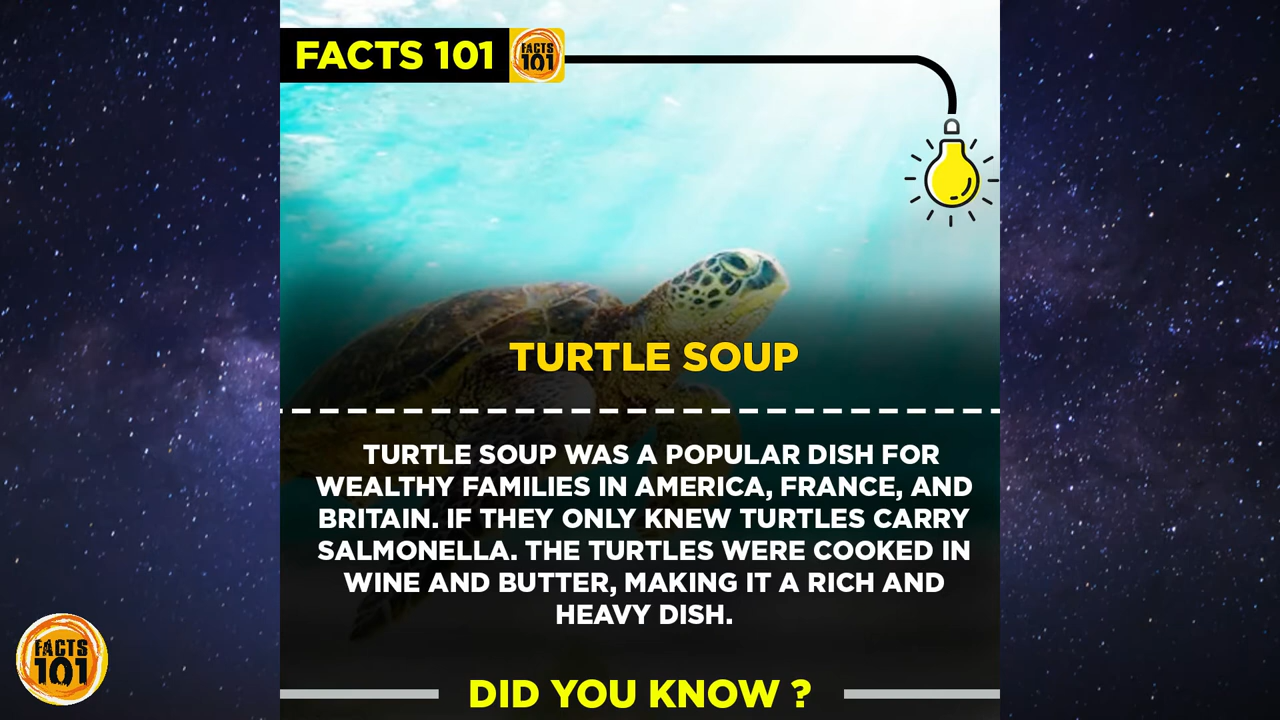 FACTS 101
FACTS
101
TURTLE SOUP
TURTLE SOUP WAS A POPULAR DISH FOR
WEALTHY FAMILIES IN AMERICA, FRANCE, AND
BRITAIN. IF THEY ONLY KNEW TURTLES CARRY
SALMONELLA. THE TURTLES WERE COOKED IN
WINE AND BUTTER, MAKING IT A RICH AND
HEAVY DISH.
FACTS
101
DID YOU KNOW ?